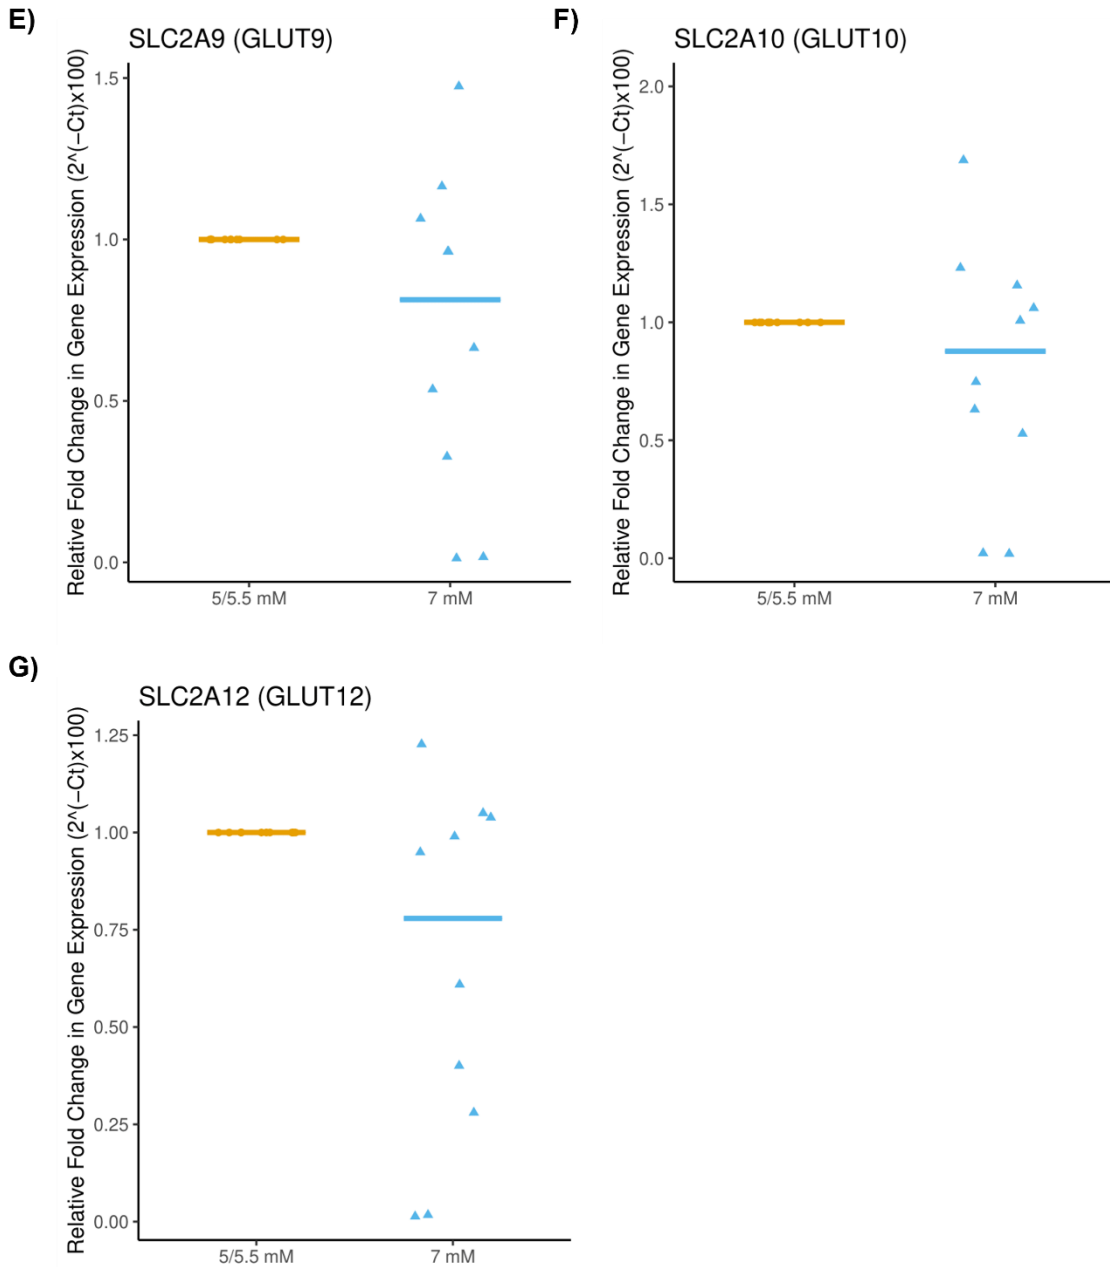 E)
SLC2A9 (GLUT9)
Relative Fold Change in Gene Expression (2^(−Ct)x100)
1.5
1.0
0.5
0.0
5/5.5 mM
7 mM
F)
SLC2A10 (GLUT10)
Relative Fold Change in Gene Expression (2^(−Ct)x100)
2.0
1.5
1.0
0.5
0.0
5/5.5 mM
7 mM
G)
SLC2A12 (GLUT12)
Relative Fold Change in Gene Expression (2^(−Ct)x100)
1.25
1.00
0.75
0.50
0.25
0.00
5/5.5 mM
7 mM